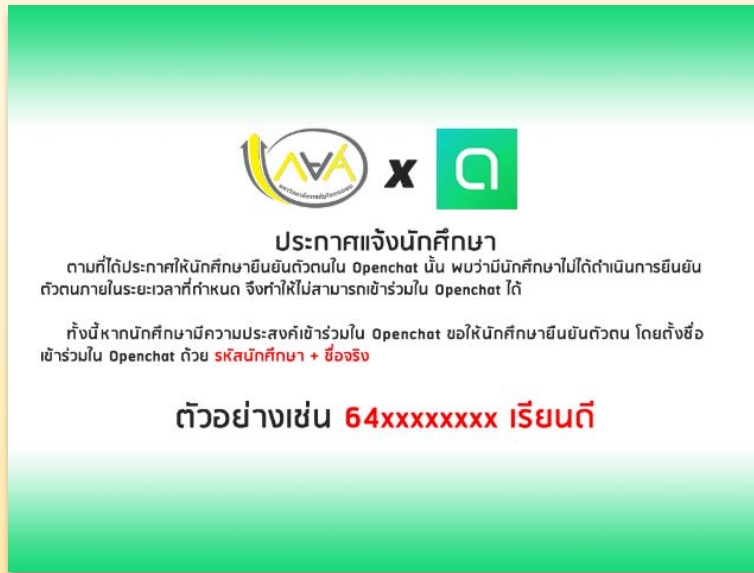 x
ประกาศแจ้งนักศึกษา
ตามที่ได้ประกาศให้นักศึกษายืนยันตัวตนใน Openchat นั้น พบว่ามีนักศึกษาไม่ได้ดำเนินการยืนยัน
ตัวตนภายในระยะเวลาที่กำหนด จึงทำให้ไม่สามารถเข้าร่วมใน Openchat ได้
ทั้งนี้หากนักศึกษามีความประสงค์เข้าร่วมใน Openchat ขอให้นักศึกษายืนยันตัวตน โดยตั้งชื่อ
เข้าร่วมใน Openchat ด้วย รหัสนักศึกษา + ชื่อจริง
ตัวอย่างเช่น 64xxxxxxxx เรียนดี